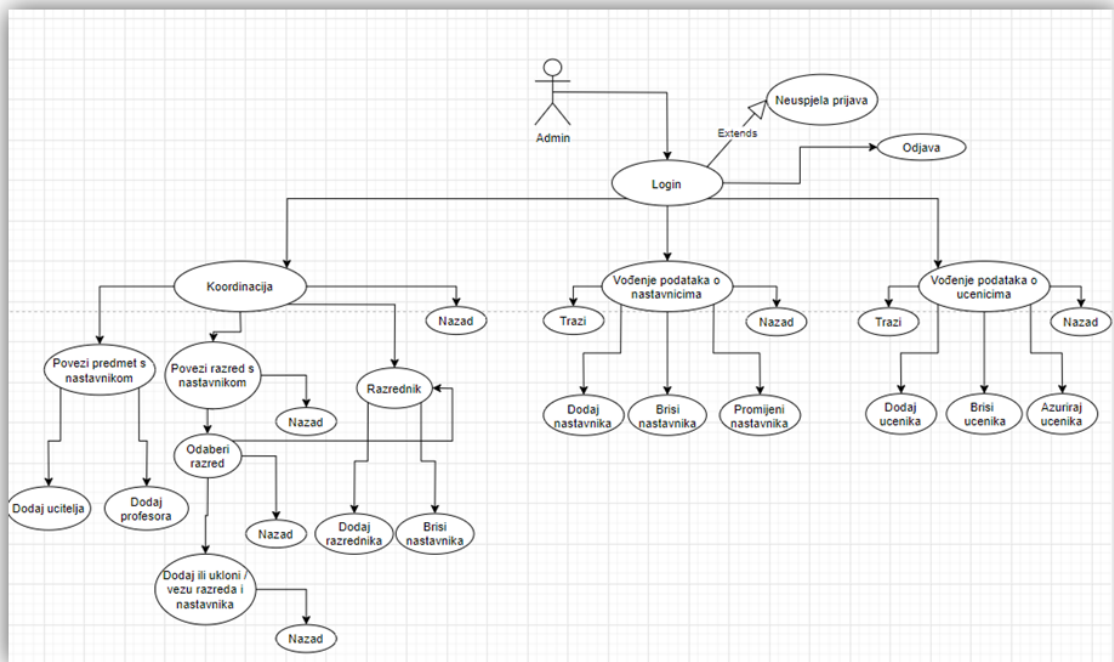 Admin
Neuspjela prijava
Extends
Odjava
Login
Koordinacija
Vođenje podataka o
nastavnicima
Vođenje podataka o
ucenicima
Nazad
Trazi
Nazad
Trazi
Nazad
Povezi predmet s
nastavnikom
Povezi razred s
nastavnikom
Razrednik
Nazad
Dodaj
nastavnika
Brisi
nastavnika
Promijeni
nastavnika
Dodaj
ucenika
Brisi
ucenika
Azuriraj
ucenika
Odaberi
razred
Dodaj ucitelja
Dodaj
profesora
Nazad
Dodaj
razrednika
Brisi
nastavnika
Dodaj ili ukloni /
vezu razreda i
nastavnika
Nazad